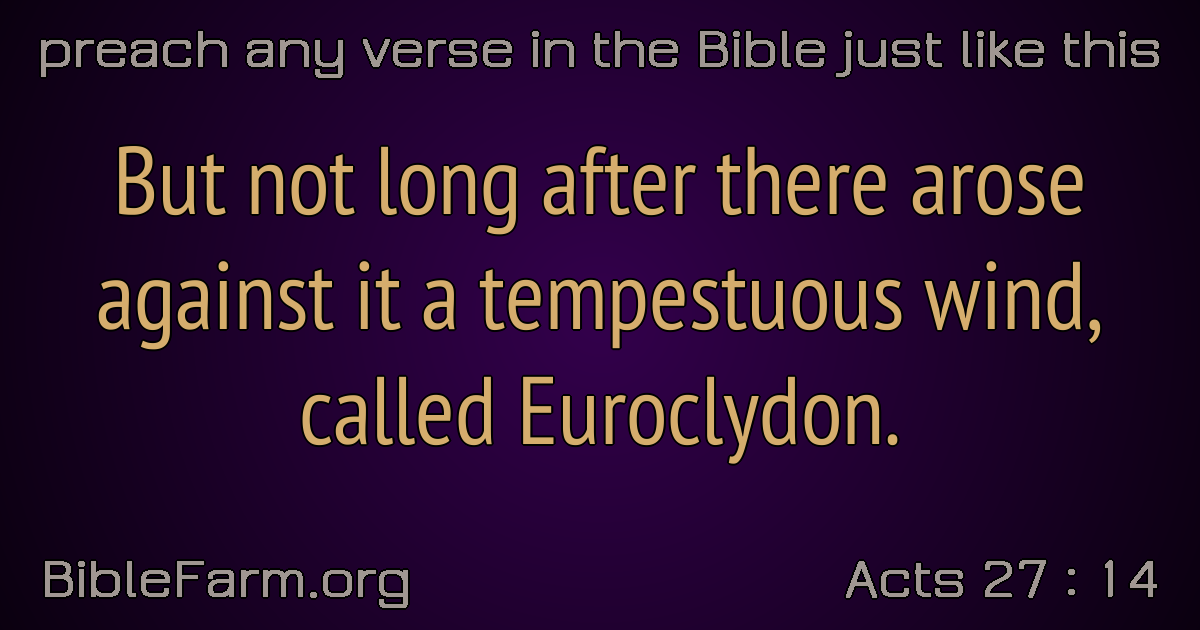 preach any verse in the Bible just like this
But not long after there arose
against it a tempestuous wind,
called Euroclydon.
BibleFarm.org
Acts 27 : 14